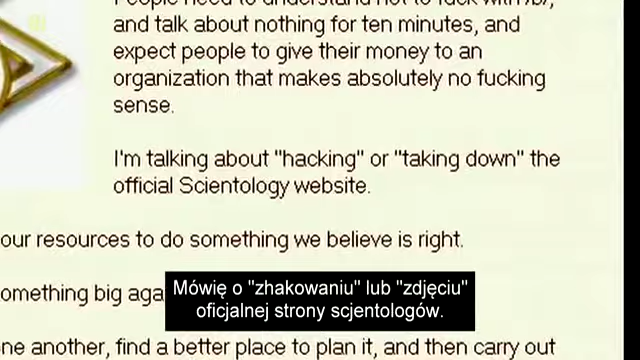 People need to understand not to fuck with /b/,
and talk about nothing for ten minutes, and
expect people to give their money to an
organization that makes absolutely no fucking
sense.
I'm talking about "hacking" or "taking down" the
official Scientology website.
our resources to do something we believe is right.
omething big aga
Mówię o "zhakowaniu" lub "zdjęciu"
oficjalnej strony scjentologów.
ne another, find a better place to plan it, and then carry out